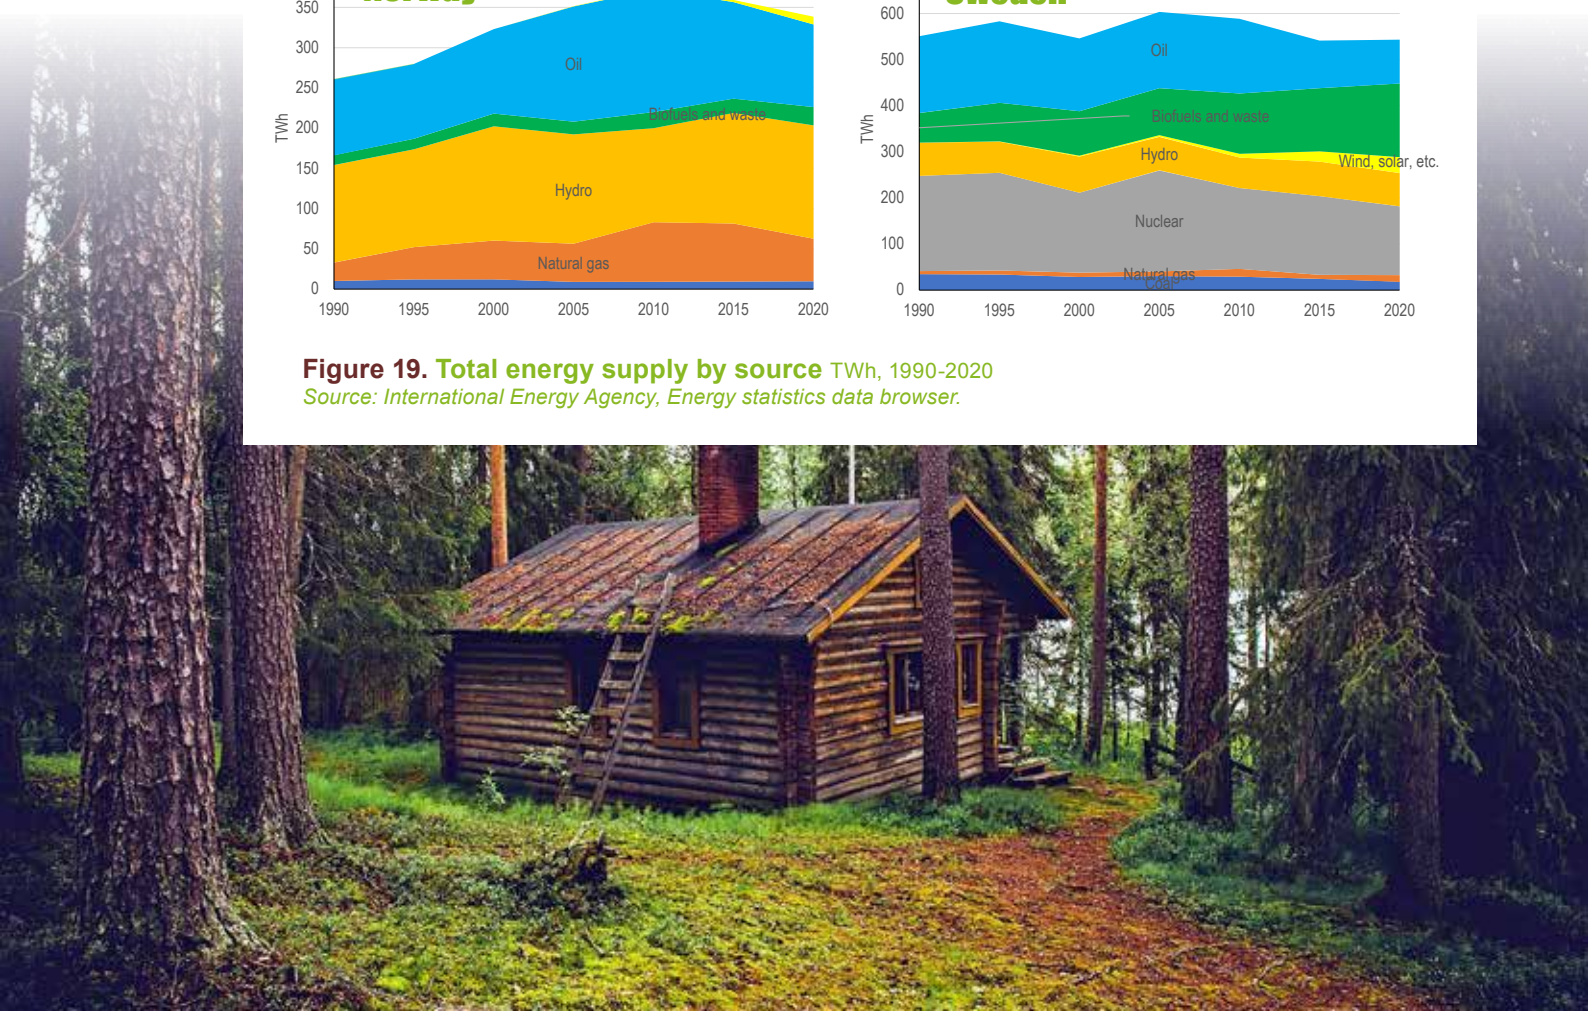 Norway
Sweden
TWh
350
300
250
200
150
100
50
0
Oil
Biofuels and waste
Hydro
Natural gas
1990 1995 2000 2005 2010 2015 2020
TWh
600
500
400
300
200
100
0
Oil
Biofuels and waste
Hydro
Wind, solar, etc.
Nuclear
Natural gas
Coal
1990 1995 2000 2005 2010 2015 2020
Figure 19. Total energy supply by source TWh, 1990-2020
Source: International Energy Agency, Energy statistics data browser.